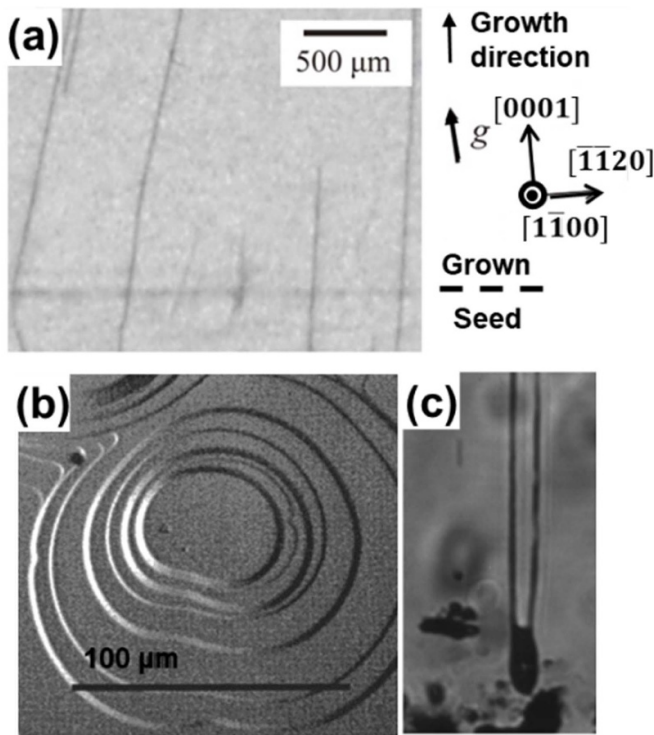 (a)
500 μm
Growth
direction
g
[0001]
[1̅1̅20]
[11̅00]
Grown
Seed
(b)
100 μm
(c)